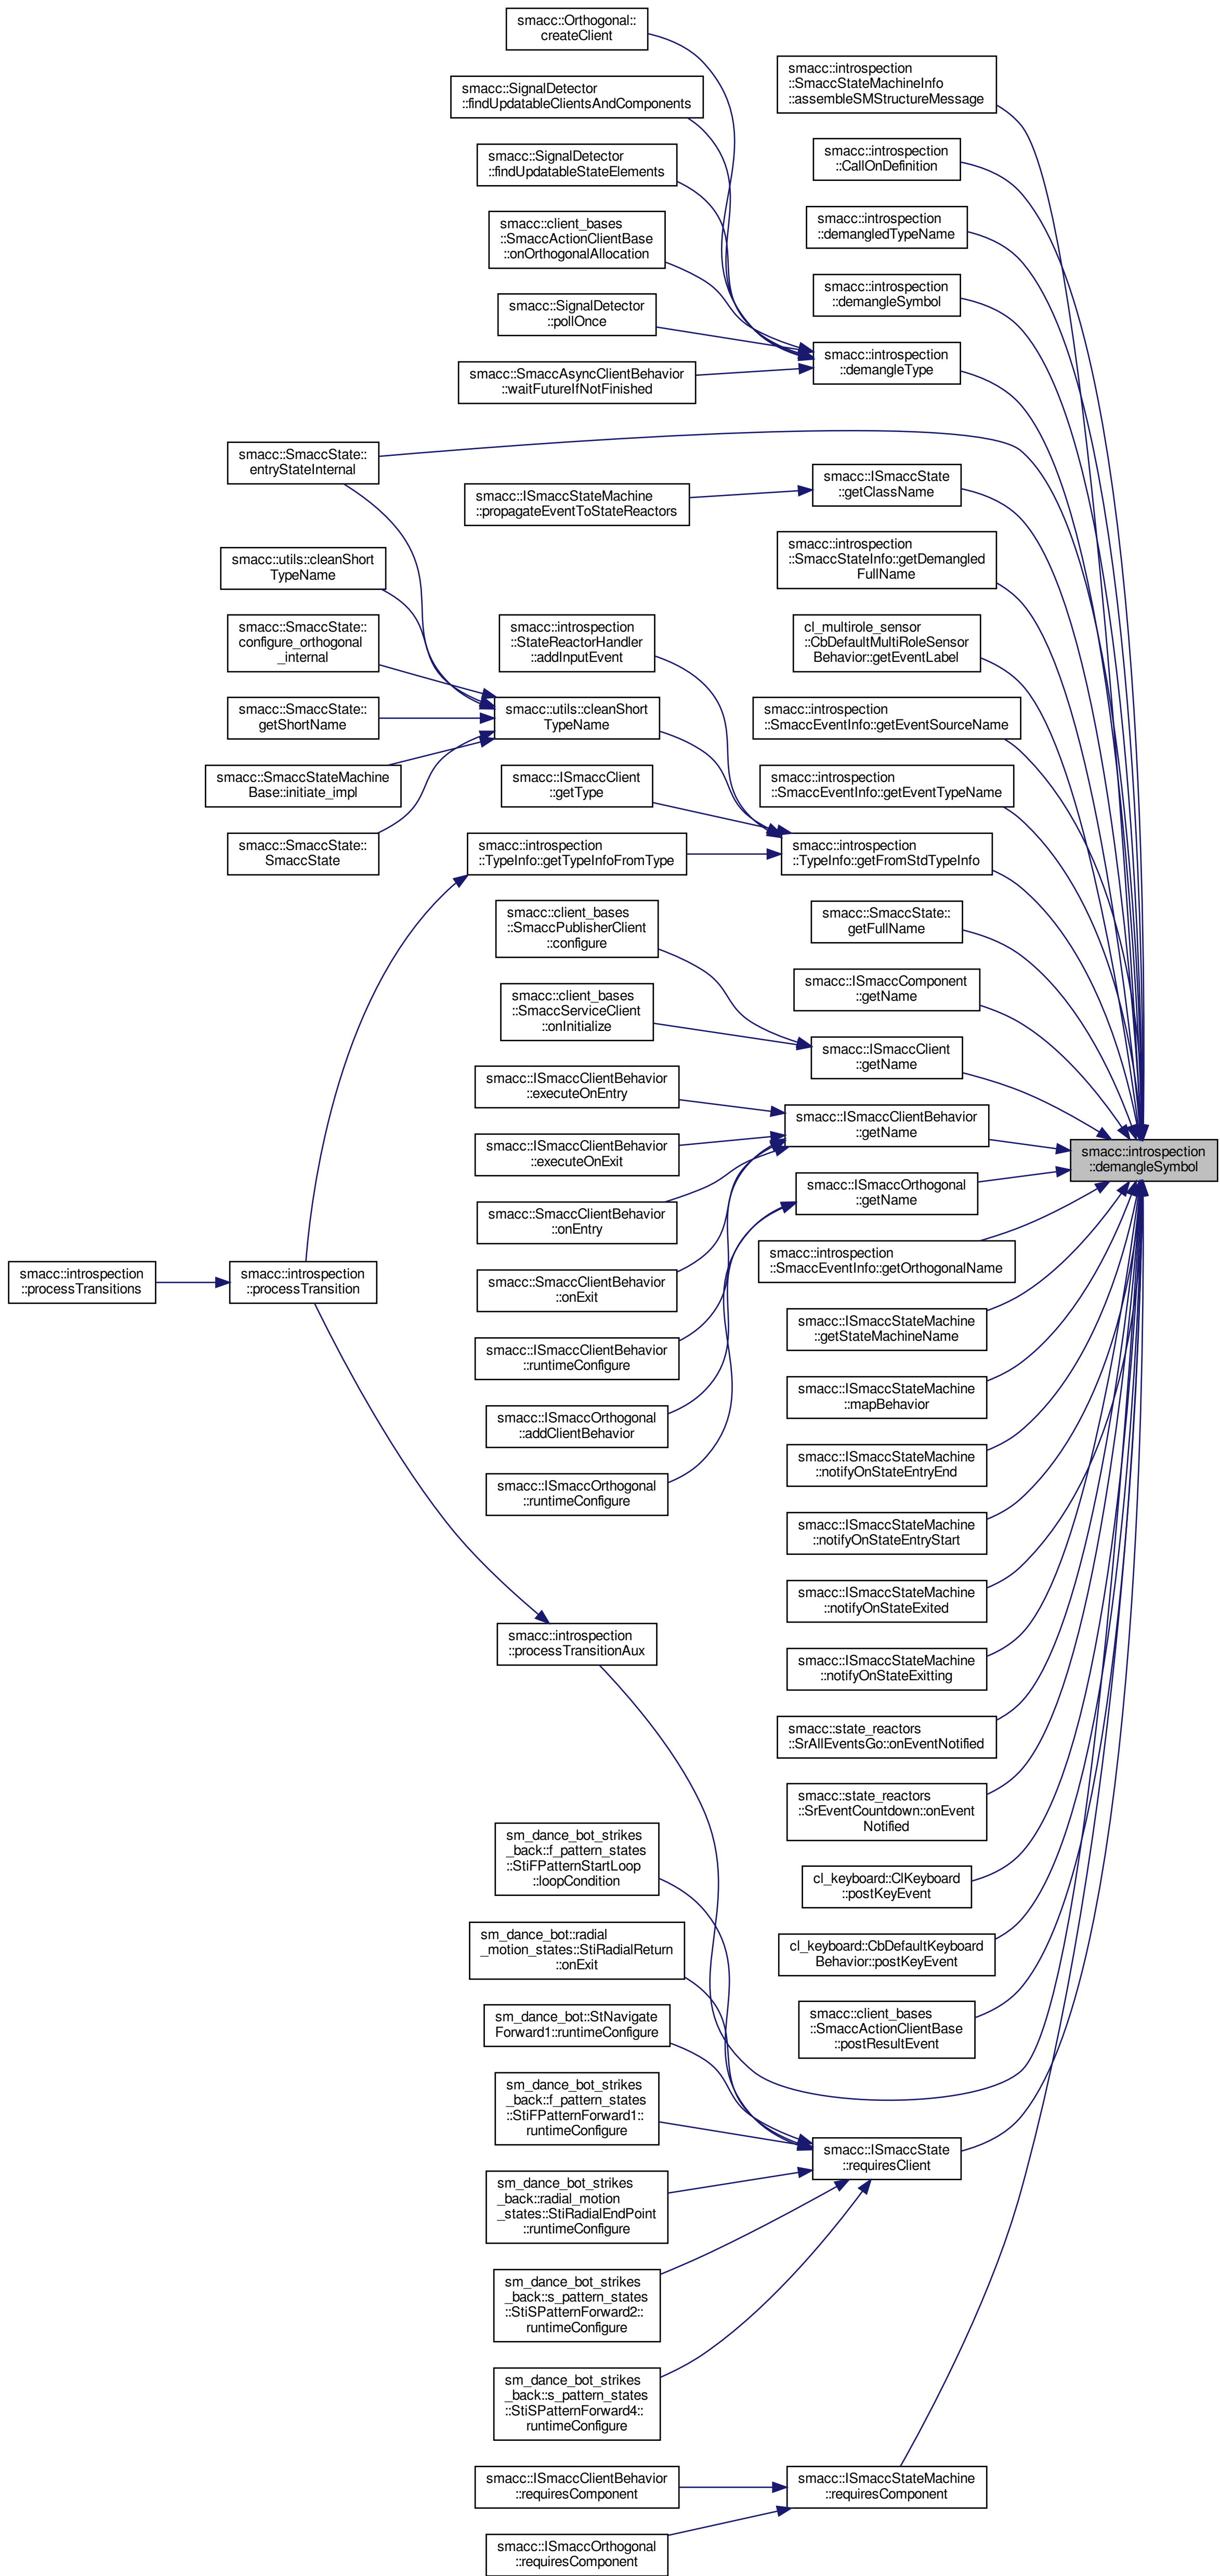 smacc::Orthogonal::
createClient
smacc::SignalDetector
::findUpdatableClientsAndComponents
smacc::SignalDetector
::findUpdatableStateElements
smacc::client_bases
::SmaccActionClientBase
::onOrthogonalAllocation
smacc::SignalDetector
::pollOnce
smacc::SmaccAsyncClientBehavior
::waitFutureIfNotFinished
smacc::introspection
::SmaccStateMachineInfo
::assembleSMStructureMessage
smacc::introspection
::CallOnDefinition
smacc::introspection
::demangledTypeName
smacc::introspection
::demangleSymbol
smacc::introspection
::demangleType
smacc::SmaccState::
entryStateInternal
smacc::ISmaccStateMachine
::propagateEventToStateReactors
smacc::ISmaccState
::getClassName
smacc::utils::cleanShort
TypeName
smacc::SmaccState::
configure_orthogonal
_internal
smacc::SmaccState::
getShortName
smacc::SmaccStateMachine
Base::initiate_impl
smacc::SmaccState::
SmaccState
smacc::introspection
::StateReactorHandler
::addInputEvent
smacc::utils::cleanShort
TypeName
smacc::ISmaccClient
::getType
smacc::introspection
::TypeInfo::getTypeInfoFromType
smacc::introspection
::SmaccStateInfo::getDemangled
FullName
cl_multirole_sensor
::CbDefaultMultiRoleSensor
Behavior::getEventLabel
smacc::introspection
::SmaccEventInfo::getEventSourceName
smacc::introspection
::SmaccEventInfo::getEventTypeName
smacc::introspection
::TypeInfo::getFromStdTypeInfo
smacc::SmaccState::
getFullName
smacc::ISmaccComponent
::getName
smacc::ISmaccClient
::getName
smacc::client_bases
::SmaccPublisherClient
::configure
smacc::client_bases
::SmaccServiceClient
::onInitialize
smacc::ISmaccClientBehavior
::executeOnEntry
smacc::ISmaccClientBehavior
::executeOnExit
smacc::SmaccClientBehavior
::onEntry
smacc::SmaccClientBehavior
::onExit
smacc::ISmaccClientBehavior
::runtimeConfigure
smacc::ISmaccOrthogonal
::addClientBehavior
smacc::ISmaccOrthogonal
::runtimeConfigure
smacc::ISmaccClientBehavior
::getName
smacc::ISmaccOrthogonal
::getName
smacc::introspection
::demangleSymbol
smacc::introspection
::processTransitions
smacc::introspection
::processTransition
smacc::introspection
::SmaccEventInfo::getOrthogonalName
smacc::ISmaccStateMachine
::getStateMachineName
smacc::ISmaccStateMachine
::mapBehavior
smacc::ISmaccStateMachine
::notifyOnStateEntryEnd
smacc::ISmaccStateMachine
::notifyOnStateEntryStart
smacc::ISmaccStateMachine
::notifyOnStateExited
smacc::ISmaccStateMachine
::notifyOnStateExitting
smacc::introspection
::processTransitionAux
smacc::state_reactors
::SrAllEventsGo::onEventNotified
smacc::state_reactors
::SrEventCountdown::onEvent
Notified
cl_keyboard::ClKeyboard
::postKeyEvent
cl_keyboard::CbDefaultKeyboard
Behavior::postKeyEvent
smacc::client_bases
::SmaccActionClientBase
::postResultEvent
sm_dance_bot_strikes
_back::f_pattern_states
::StiFPatternStartLoop
::loopCondition
sm_dance_bot::radial
_motion_states::StiRadialReturn
::onExit
sm_dance_bot::StNavigate
Forward1::runtimeConfigure
sm_dance_bot_strikes
_back::f_pattern_states
::StiFPatternForward1::
runtimeConfigure
sm_dance_bot_strikes
_back::radial_motion
_states::StiRadialEndPoint
::runtimeConfigure
sm_dance_bot_strikes
_back::s_pattern_states
::StiSPatternForward2::
runtimeConfigure
sm_dance_bot_strikes
_back::s_pattern_states
::StiSPatternForward4::
runtimeConfigure
smacc::ISmaccState
::requiresClient
smacc::ISmaccClientBehavior
::requiresComponent
smacc::ISmaccOrthogonal
::requiresComponent
smacc::ISmaccStateMachine
::requiresComponent